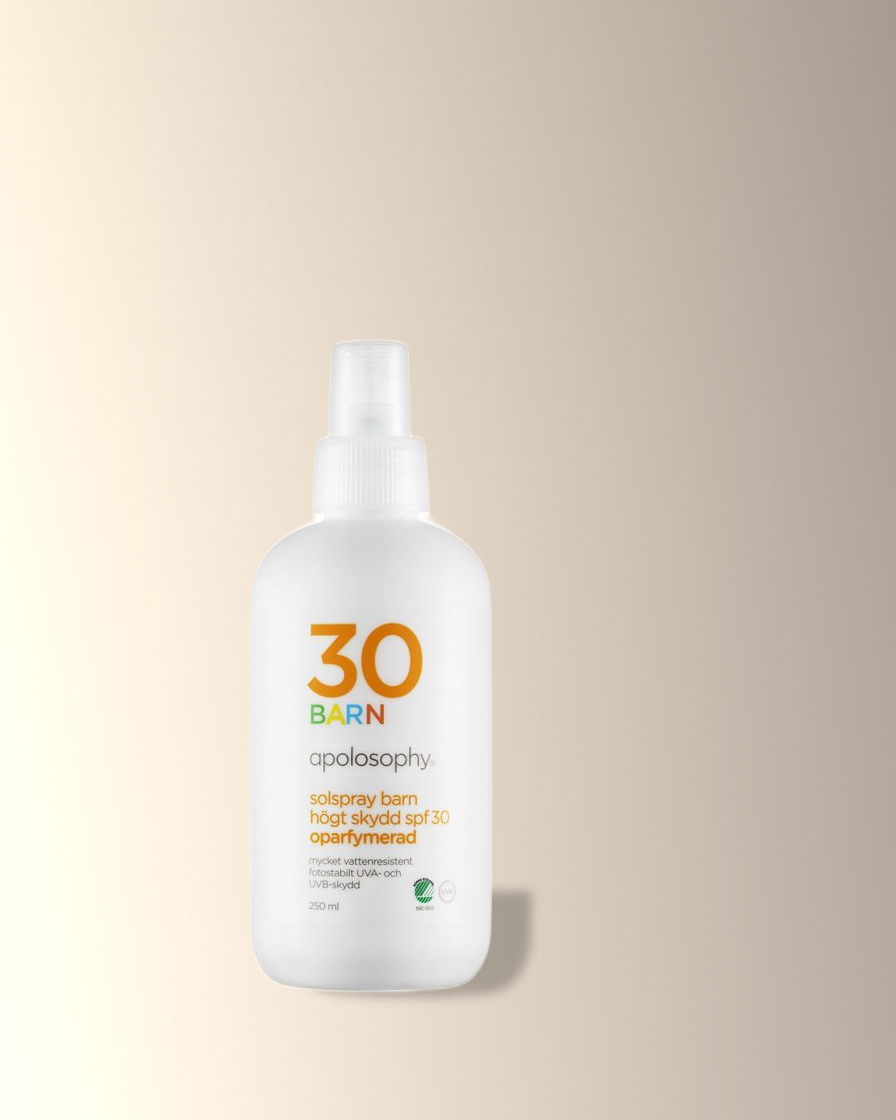 30
BARN
apolosophy®
solspray barn
högt skydd spf 30
oparfymerad
mycket vattenresistent
fotostabilt UVA- och
UVB-skydd
UVA
250 ml